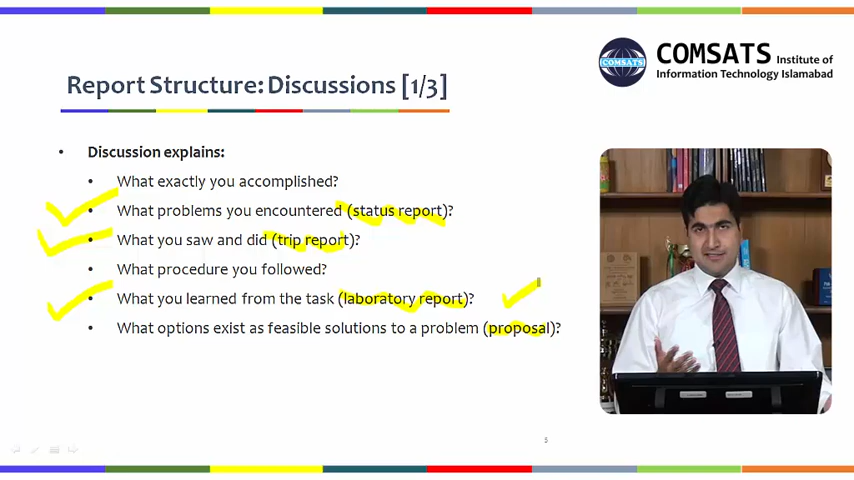 COMSATS Institute of
Information Technology Islamabad
COMSATS
Report Structure: Discussions [1/3]
• Discussion explains:
• What exactly you accomplished?
• What problems you encountered (status report)?
• What you saw and did (trip report)?
• What procedure you followed?
• What you learned from the task (laboratory report)?
• What options exist as feasible solutions to a problem (proposal)?
5